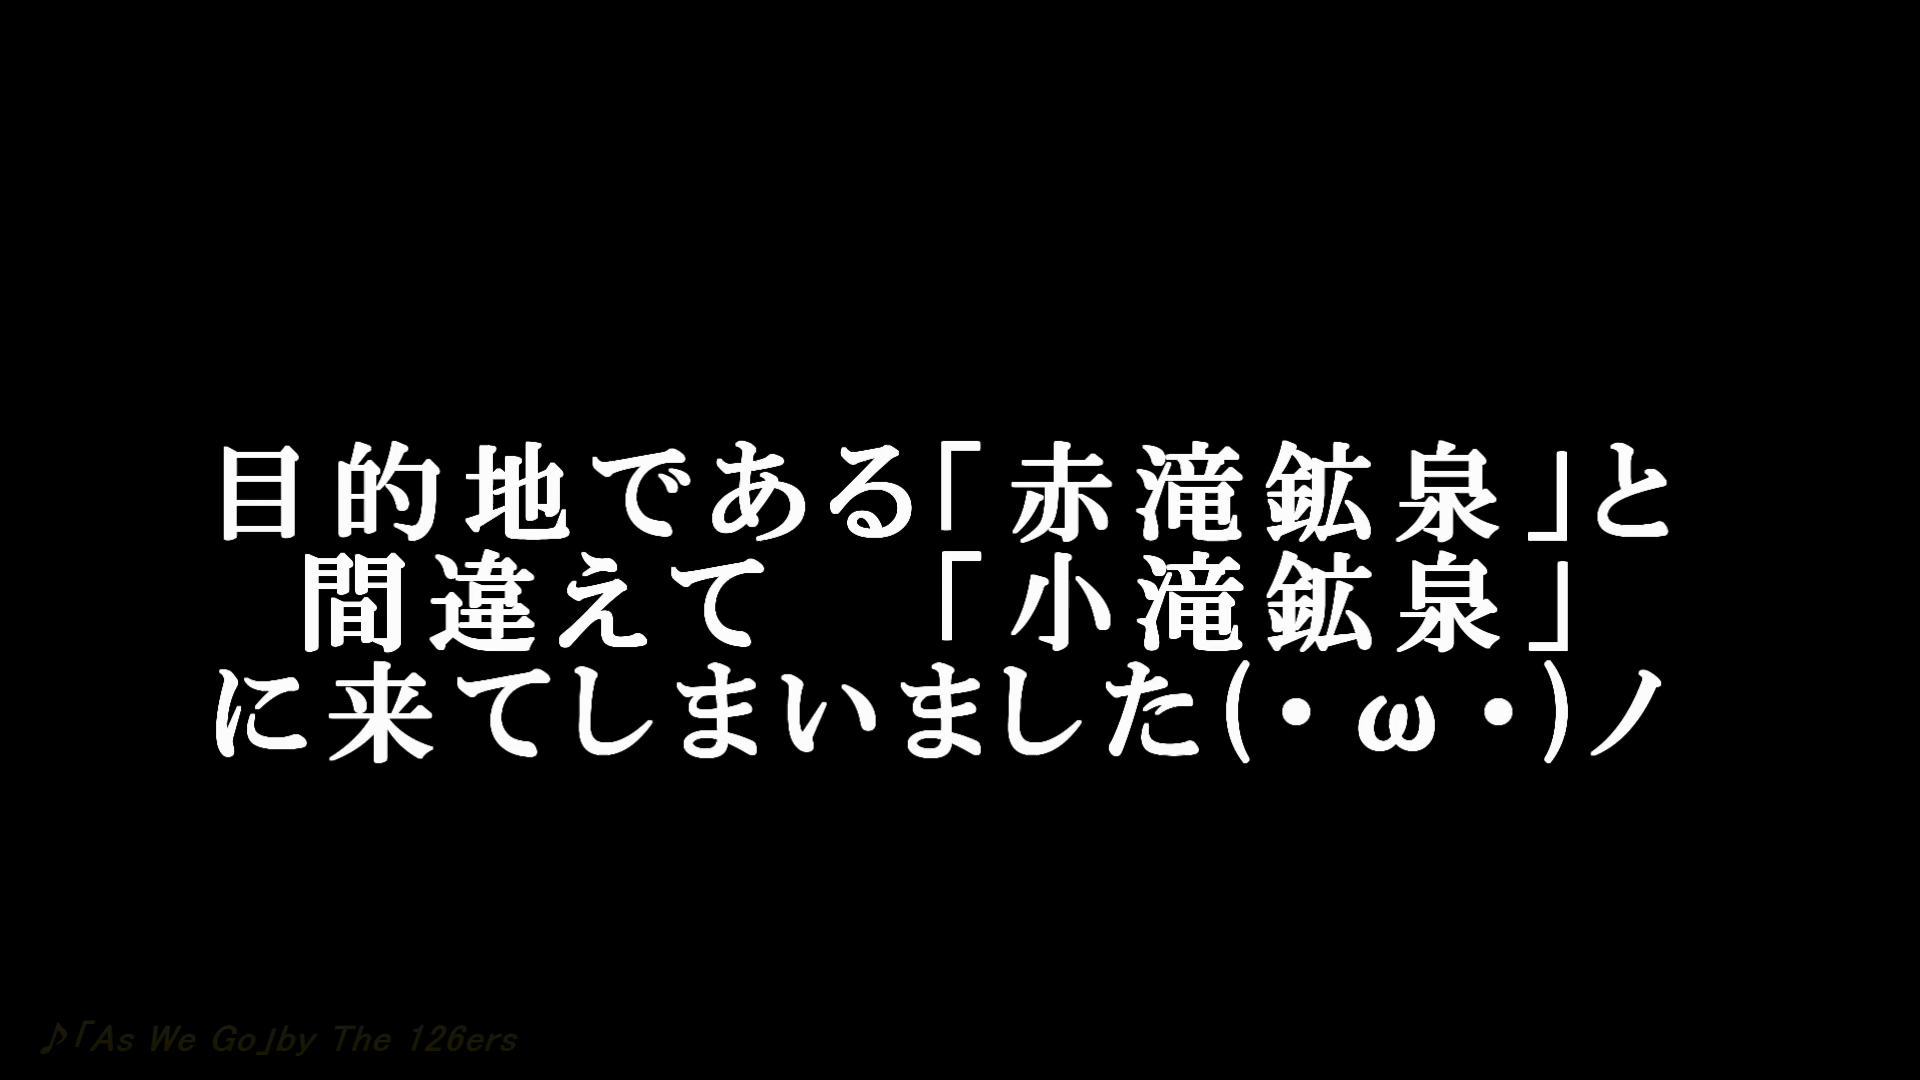 目的地である「赤滝鉱泉」と
間違えて　「小滝鉱泉」
に来てしまいました(・ω・)ノ
♪「As We Go」by The 126ers